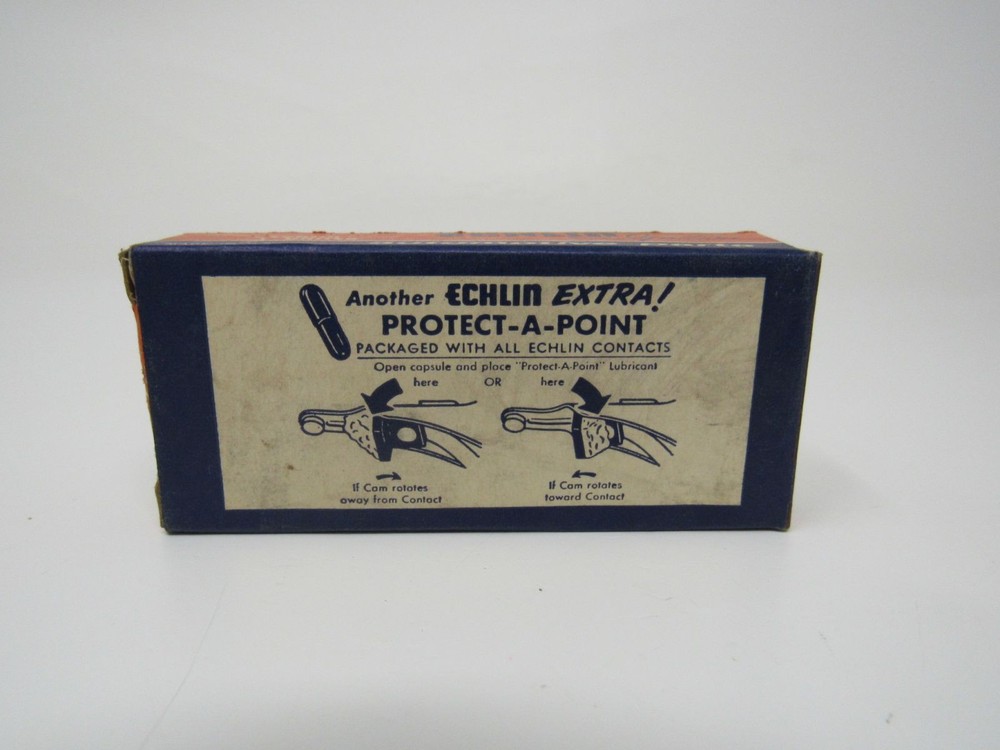 Another ECHLIN EXTRA!
PROTECT-A-POINT
PACKAGED WITH ALL ECHLIN CONTACTS
Open capsule and place "Protect-A-Point" Lubricant
here OR here
If Cam rotates If Cam rotates
away from Contact toward Contact